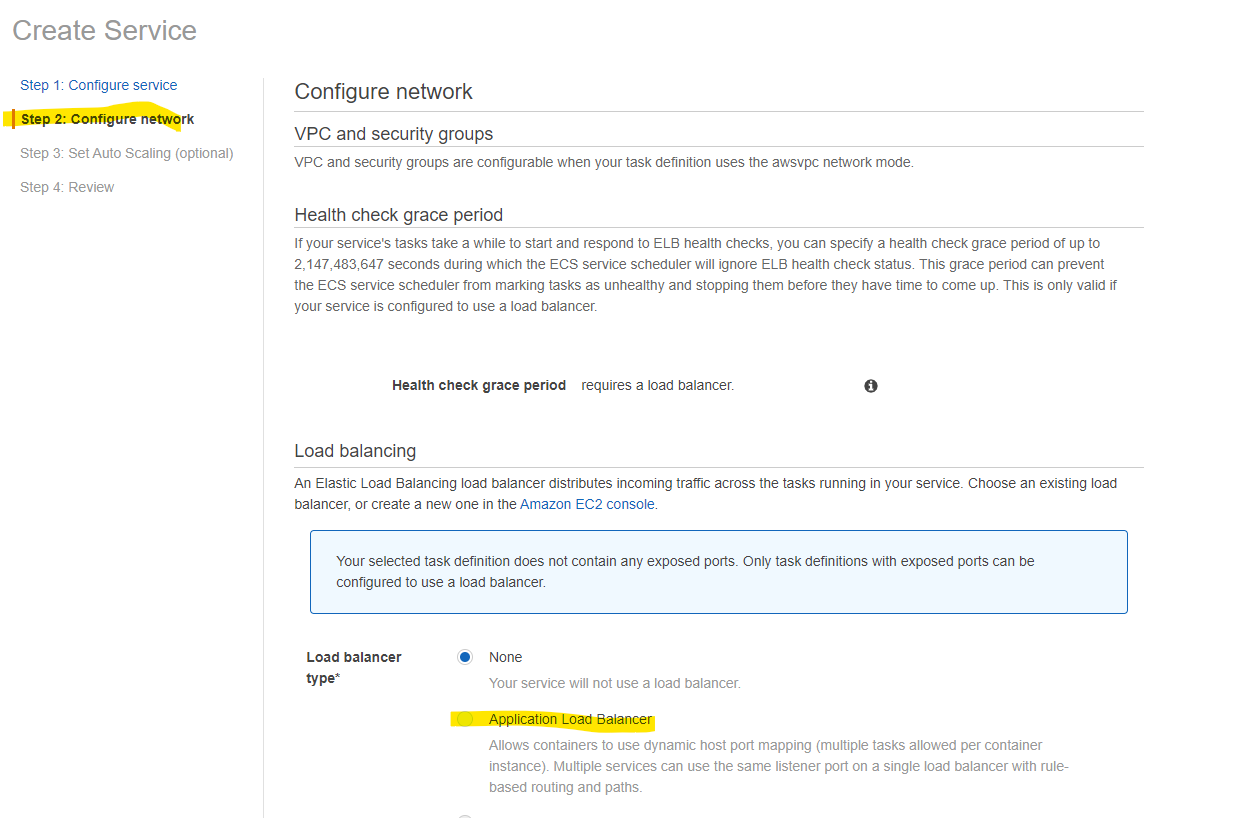 Create Service
Step 1: Configure service
Step 2: Configure network
Step 3: Set Auto Scaling (optional)
Step 4: Review
Configure network
VPC and security groups
VPC and security groups are configurable when your task definition uses the awsvpc network mode.
Health check grace period
If your service's tasks take a while to start and respond to ELB health checks, you can specify a health check grace period of up to
2,147,483,647 seconds during which the ECS service scheduler will ignore ELB health check status. This grace period can prevent
the ECS service scheduler from marking tasks as unhealthy and stopping them before they have time to come up. This is only valid if
your service is configured to use a load balancer.
Health check grace period requires a load balancer.
Load balancing
An Elastic Load Balancing load balancer distributes incoming traffic across the tasks running in your service. Choose an existing load
balancer, or create a new one in the Amazon EC2 console.
Your selected task definition does not contain any exposed ports. Only task definitions with exposed ports can be
configured to use a load balancer.
Load balancer
type*
None
Your service will not use a load balancer.
Application Load Balancer
Allows containers to use dynamic host port mapping (multiple tasks allowed per container
instance). Multiple services can use the same listener port on a single load balancer with rule-
based routing and paths.